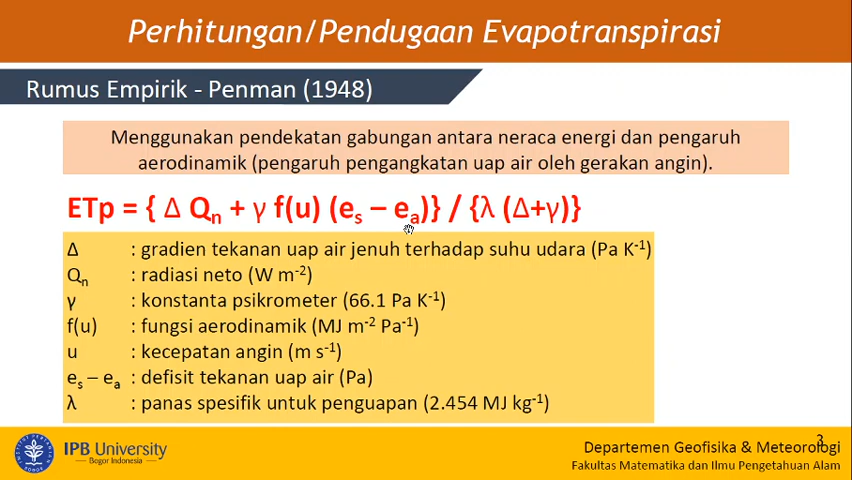 Perhitungan/Pendugaan Evapotranspirasi
Rumus Empirik - Penman (1948)
Menggunakan pendekatan gabungan antara neraca energi dan pengaruh
aerodinamik (pengaruh pengangkatan uap air oleh gerakan angin).
ETp = { Δ Qn + γ f(u) (es – ea)} / {λ (Δ+γ)}
Δ : gradien tekanan uap air jenuh terhadap suhu udara (Pa K-1)
Qn : radiasi neto (W m-2)
γ : konstanta psikrometer (66.1 Pa K-1)
f(u) : fungsi aerodinamik (MJ m-2 Pa-1)
u : kecepatan angin (m s-1)
es – ea : defisit tekanan uap air (Pa)
λ : panas spesifik untuk penguapan (2.454 MJ kg-1)
3
IPB University
Bogor Indonesia
Departemen Geofisika & Meteorologi
Fakultas Matematika dan Ilmu Pengetahuan Alam